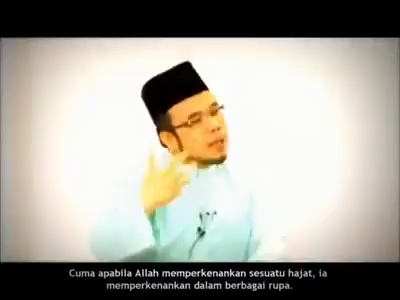 Cuma apabila Allah memperkenankan sesuatu hajat, ia
memperkenankan dalam berbagai rupa.